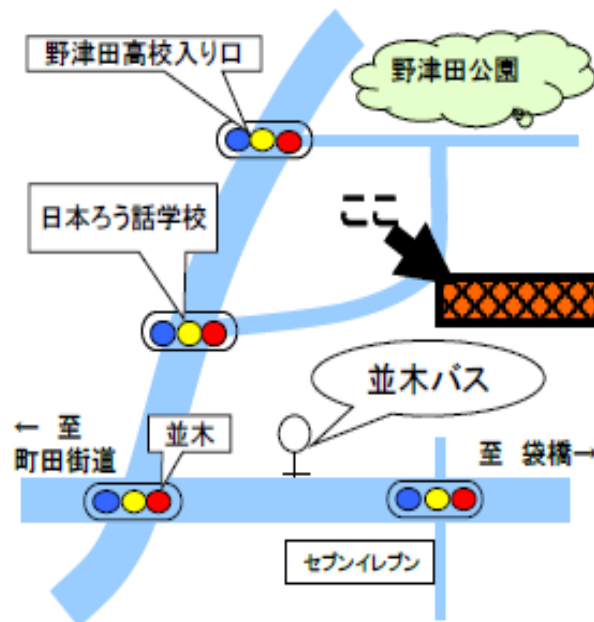 野津田高校入り口
野津田公園
ここ
日本ろう話学校
並木バス
← 至
町田街道
並木
至 袋橋→
セブンイレブン